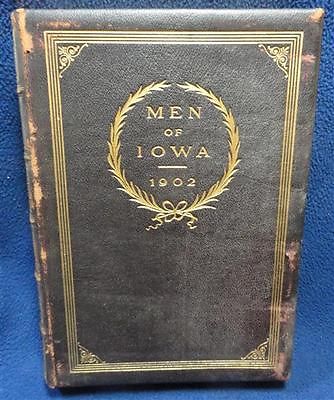 MEN
OF
IOWA
1902